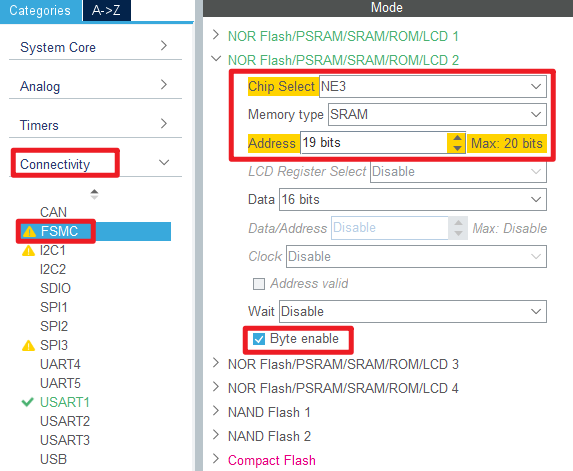 Categories A->Z
System Core
Analog
Timers
Connectivity
CAN
FSMC
I2C1
I2C2
SDIO
SPI1
SPI2
SPI3
UART4
UART5
USART1
USART2
USART3
USB
Mode
NOR Flash/PSRAM/SRAM/ROM/LCD 1
NOR Flash/PSRAM/SRAM/ROM/LCD 2
Chip Select NE3
Memory type SRAM
Address 19 bits Max: 20 bits
LCD Register Select Disable
Data 16 bits
Data/Address Disable Max: Disable
Clock Disable
Address valid
Wait Disable
Byte enable
NOR Flash/PSRAM/SRAM/ROM/LCD 3
NOR Flash/PSRAM/SRAM/ROM/LCD 4
NAND Flash 1
NAND Flash 2
Compact Flash